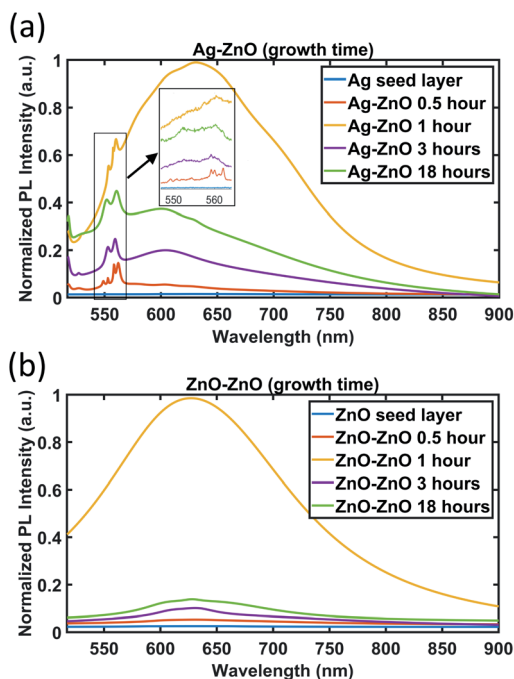 (a)
Ag-ZnO (growth time)
Normalized PL Intensity (a.u.)
1
0.8
0.6
0.4
0.2
0
550 600 650 700 750 800 850 900
Wavelength (nm)
550 560
Ag seed layer
Ag-ZnO 0.5 hour
Ag-ZnO 1 hour
Ag-ZnO 3 hours
Ag-ZnO 18 hours
(b)
ZnO-ZnO (growth time)
Normalized PL Intensity (a.u.)
1
0.8
0.6
0.4
0.2
0
550 600 650 700 750 800 850 900
Wavelength (nm)
ZnO seed layer
ZnO-ZnO 0.5 hour
ZnO-ZnO 1 hour
ZnO-ZnO 3 hours
ZnO-ZnO 18 hours